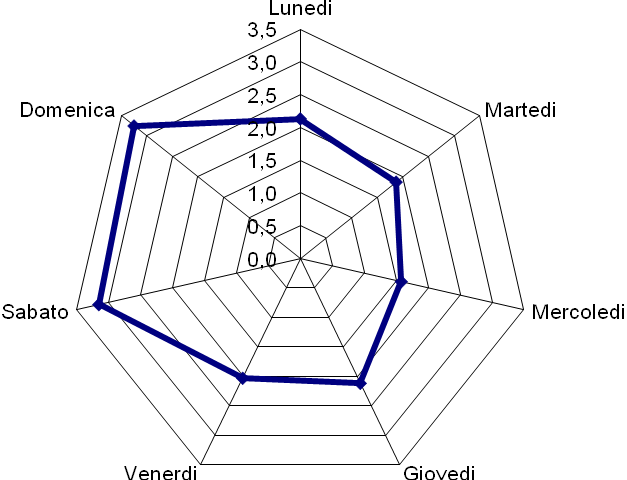 Lunedi
3,5
3,0
2,5
2,0
1,5
1,0
0,5
0,0
Domenica
Martedi
Sabato
Mercoledi
Venerdi
Giovedi